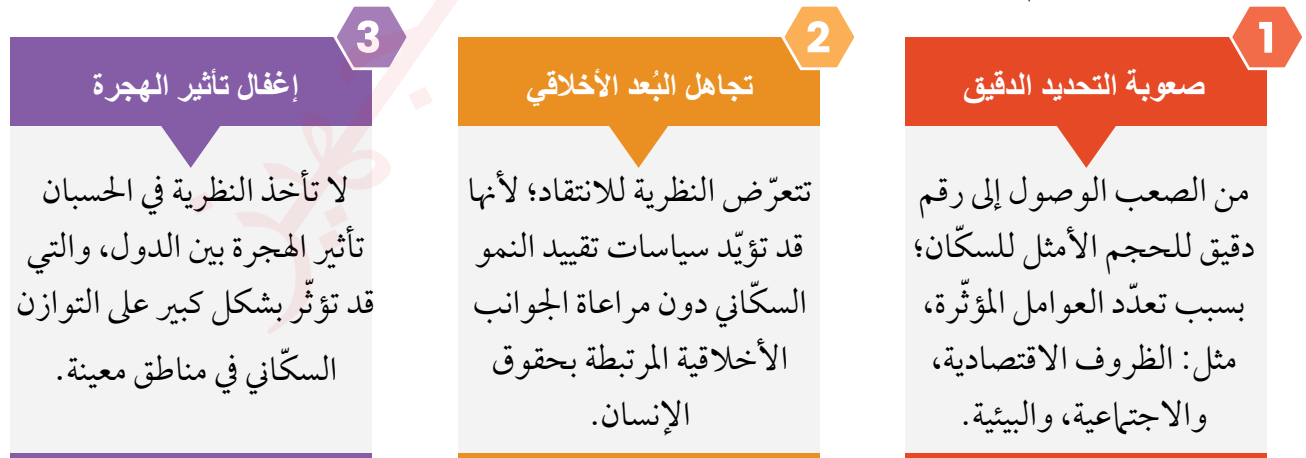 1
صعوبة التحديد الدقيق
من الصعب الوصول إلى رقم
دقيق للحجم الأمثل للسكّان؛
بسبب تعدّد العوامل المؤثّرة،
مثل: الظروف الاقتصادية،
والاجتماعية، والبيئية.
2
تجاهل البُعد الأخلاقي
تتعرّض النظرية للانتقاد؛ لأنها
قد تؤيّد سياسات تقييد النمو
السكّاني دون مراعاة الجوانب
الأخلاقية المرتبطة بحقوق
الإنسان.
3
إغفال تأثير الهجرة
لا تأخذ النظرية في الحسبان
تأثير الهجرة بين الدول، والتي
قد تؤثّر بشكل كبير على التوازن
السكّاني في مناطق معينة.